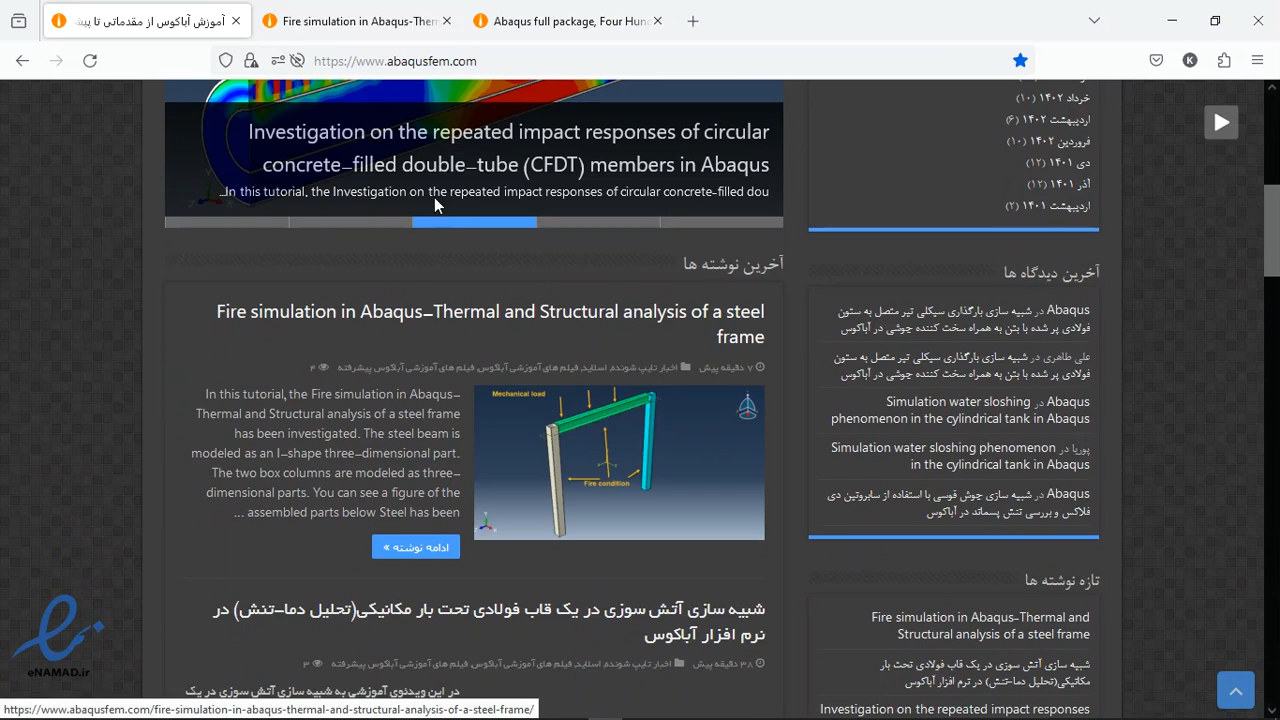 آموزش آباکوس از مقدماتی تا پیش
Fire simulation in Abaqus-Therm
Abaqus full package, Four Hun
https://www.abaqusfem.com
Investigation on the repeated impact responses of circular
concrete-filled double-tube (CFDT) members in Abaqus
...In this tutorial, the Investigation on the repeated impact responses of circular concrete-filled dou
آخرین نوشته ها
Fire simulation in Abaqus-Thermal and Structural analysis of a steel
frame
۷ دقیقه پیش اخبار تایپ شونده, اسلاید, فیلم های آموزشی آباکوس, فیلم های آموزشی آباکوس پیشرفته ۴
In this tutorial, the Fire simulation in Abaqus-
Thermal and Structural analysis of a steel frame
has been investigated. The steel beam is
modeled as an I-shape three-dimensional part.
The two box columns are modeled as three-
dimensional parts. You can see a figure of the
... assembled parts below Steel has been
ادامه نوشته »
Mechanical load
Fire condition
شبیه سازی آتش سوزی در یک قاب فولادی تحت بار مکانیکی(تحلیل دما-تنش) در
نرم افزار آباکوس
۳۸ دقیقه پیش اخبار تایپ شونده, اسلاید, فیلم های آموزشی آباکوس, فیلم های آموزشی آباکوس پیشرفته ۳
در این ویدئوی آموزشی به شبیه سازی آتش سوزی در یک
خرداد ۱۴۰۲ (۱۰)
اردیبهشت ۱۴۰۲ (۶)
فروردین ۱۴۰۲ (۱۰)
دی ۱۴۰۱ (۱۲)
آذر ۱۴۰۱ (۱۲)
اردیبهشت ۱۴۰۱ (۲)
آخرین دیدگاه ها
Abaqus در شبیه سازی بارگذاری سیکلی تیر متصل به ستون
فولادی پر شده با بتن به همراه سخت کننده جوشی در آباکوس
علی طاهری در شبیه سازی بارگذاری سیکلی تیر متصل به ستون
فولادی پر شده با بتن به همراه سخت کننده جوشی در آباکوس
Simulation water sloshing در Abaqus
phenomenon in the cylindrical tank in Abaqus
Simulation water sloshing phenomenon در پوریا
in the cylindrical tank in Abaqus
Abaqus در شبیه سازی جوش قوسی با استفاده از سابروتین دی
فلاکس و بررسی تنش پسماند در آباکوس
تازه نوشته ها
Fire simulation in Abaqus-Thermal and
Structural analysis of a steel frame
شبیه سازی آتش سوزی در یک قاب فولادی تحت بار
مکانیکی(تحلیل دما-تنش) در نرم افزار آباکوس
Investigation on the repeated impact responses
eNAMAD.ir
https://www.abaqusfem.com/fire-simulation-in-abaqus-thermal-and-structural-analysis-of-a-steel-frame/